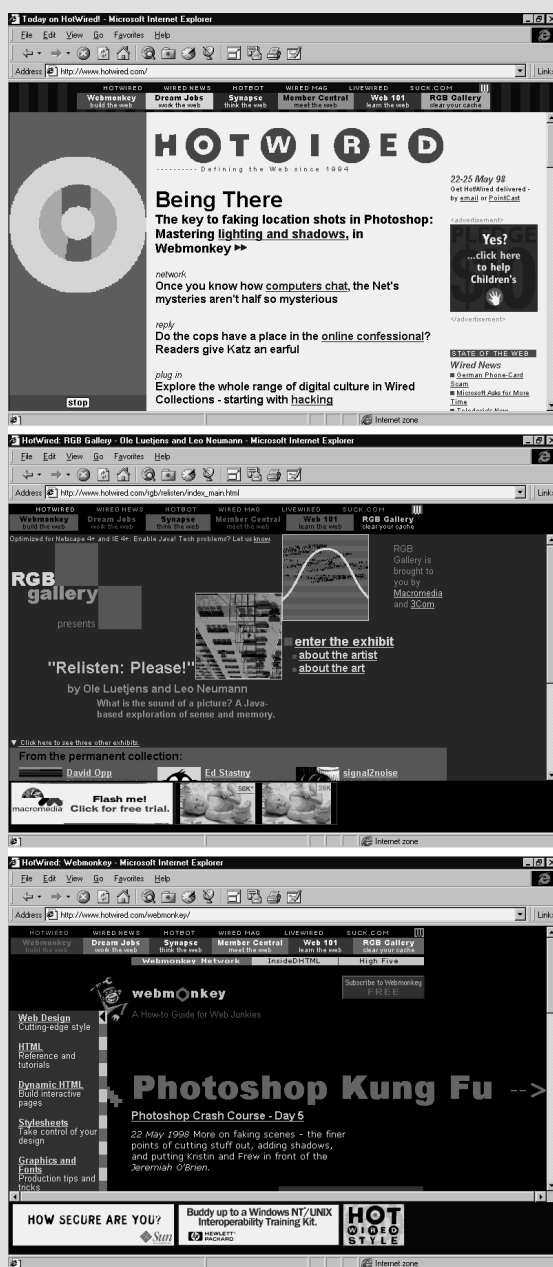 Today on HotWired! - Microsoft Internet Explorer
File Edit View Go Favorites Help
Address http://www.hotwired.com/ Links
HOTWIRED WIRED NEWS HOTBOT WIRED MAG LIVEWIRED SUCK.COM
Webmonkey Dream Jobs Synapse Member Central Web 101 RGB Gallery
build the web work the web think the web meet the web learn the web clear your cache
HOTWIRED
Defining the Web since 1994
Being There
The key to faking location shots in Photoshop:
Mastering lighting and shadows, in
Webmonkey
network
Once you know how computers chat, the Net's
mysteries aren't half so mysterious
reply
Do the cops have a place in the online confessional?
Readers give Katz an earful
plug in
Explore the whole range of digital culture in Wired
Collections - starting with hacking
stop
22-25 May 98
Get HotWired delivered -
by email or PointCast
<advertisement>
Yes?
...click here
to help
Children's
</advertisement>
STATE OF THE WEB
Wired News
German Phone-Card
Scam
Microsoft Asks for More
Time
Internet zone
HotWired: RGB Gallery - Ole Luetjens and Leo Neumann - Microsoft Internet Explorer
File Edit View Go Favorites Help
Address http://www.hotwired.com/rgb/relisten/index_main.html Links
HOTWIRED WIRED NEWS HOTBOT WIRED MAG LIVEWIRED SUCK.COM
Webmonkey Dream Jobs Synapse Member Central Web 101 RGB Gallery
build the web work the web think the web meet the web learn the web clear your cache
Optimized for Netscape 4+ and IE 4+. Enable Java! Tech problems? Let us know.
RGB
gallery
presents
"Relisten: Please!"
by Ole Luetjens and Leo Neumann
What is the sound of a picture? A Java-
based exploration of sense and memory.
enter the exhibit
about the artist
about the art
RGB
Gallery is
brought to
you by
Macromedia
and 3Com.
Click here to see three other exhibits.
From the permanent collection:
David Opp Ed Stastny signal2noise
macromedia
Flash me!
Click for free trial.
56K* 28K
Internet zone
HotWired: Webmonkey - Microsoft Internet Explorer
File Edit View Go Favorites Help
Address http://www.hotwired.com/webmonkey/ Links
HOTWIRED WIRED NEWS HOTBOT WIRED MAG LIVEWIRED SUCK.COM
Webmonkey Dream Jobs Synapse Member Central Web 101 RGB Gallery
build the web work the web think the web meet the web learn the web clear your cache
Webmonkey Network InsideDHTML High Five
webmonkey
A How-to Guide for Web Junkies
Subscribe to Webmonkey
FREE
Web Design
Cutting-edge style
HTML
Reference and
tutorials
Dynamic HTML
Build interactive
pages
Stylesheets
Take control of your
design
Graphics and
Fonts
Production tips and
tricks
Photoshop Kung Fu -->
Photoshop Crash Course - Day 5
22 May 1998 More on faking scenes - the finer
points of cutting stuff out, adding shadows,
and putting Kristin and Frew in front of the
Jeremiah O'Brien.
HOW SECURE ARE YOU?
Sun
Buddy up to a Windows NT/UNIX
Interoperability Training Kit.
HEWLETT
PACKARD
HOT
WIRED
STYLE
Internet zone